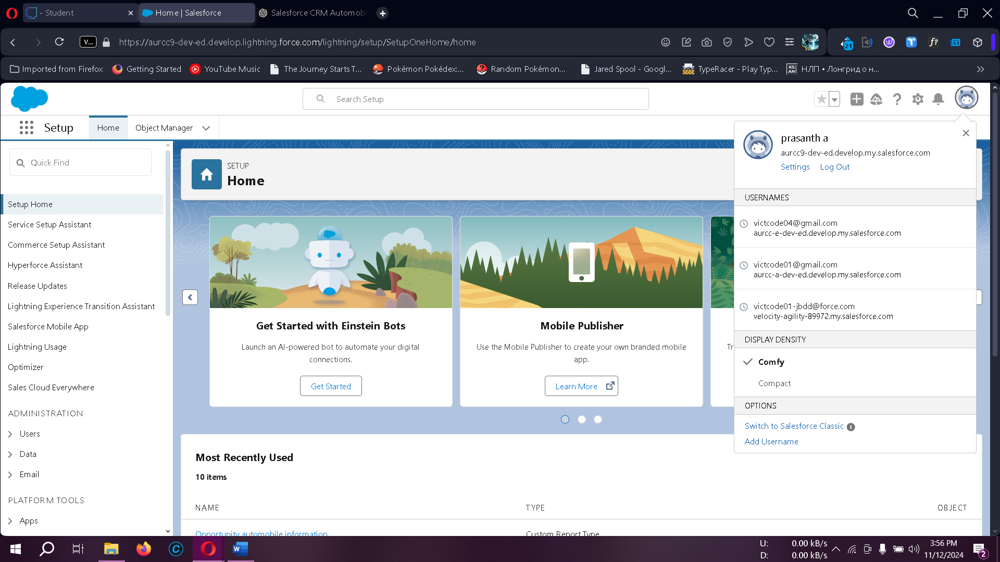 - Student
Home | Salesforce
Salesforce CRM Automobi
V...
https://aurcc9-dev-ed.develop.lightning.force.com/lightning/setup/SetupOneHome/home
21
f?
Imported from Firefox
Getting Started
YouTube Music
The Journey Starts T...
Pokémon Pokédex:...
Random Pokémon...
Jared Spool - Googl...
TypeRacer - Play Typ...
KSAN
НЛП • Лонгрид о н...
Search Setup
Setup
Home
Object Manager
Quick Find
Setup Home
Service Setup Assistant
Commerce Setup Assistant
Hyperforce Assistant
Release Updates
Lightning Experience Transition Assistant
Salesforce Mobile App
Lightning Usage
Optimizer
Sales Cloud Everywhere
ADMINISTRATION
Users
Data
Email
PLATFORM TOOLS
Apps
SETUP
Home
Get Started with Einstein Bots
Launch an AI-powered bot to automate your digital
connections.
Get Started
Mobile Publisher
Use the Mobile Publisher to create your own branded mobile
app.
Learn More
Tr
Most Recently Used
10 items
NAME
TYPE
OBJECT
Opportunity automobile information
Custom Report Type
prasanth a
aurcc9-dev-ed.develop.my.salesforce.com
Settings
Log Out
USERNAMES
victcode04@gmail.com
aurcc-e-dev-ed.develop.my.salesforce.com
victcode01@gmail.com
aurcc-a-dev-ed.develop.my.salesforce.com
victcode01-jbdd@force.com
velocity-agility-89972.my.salesforce.com
DISPLAY DENSITY
Comfy
Compact
OPTIONS
Switch to Salesforce Classic
Add Username
U: 0.00 kB/s
D: 0.00 kB/s
3:56 PM
11/12/2024
2